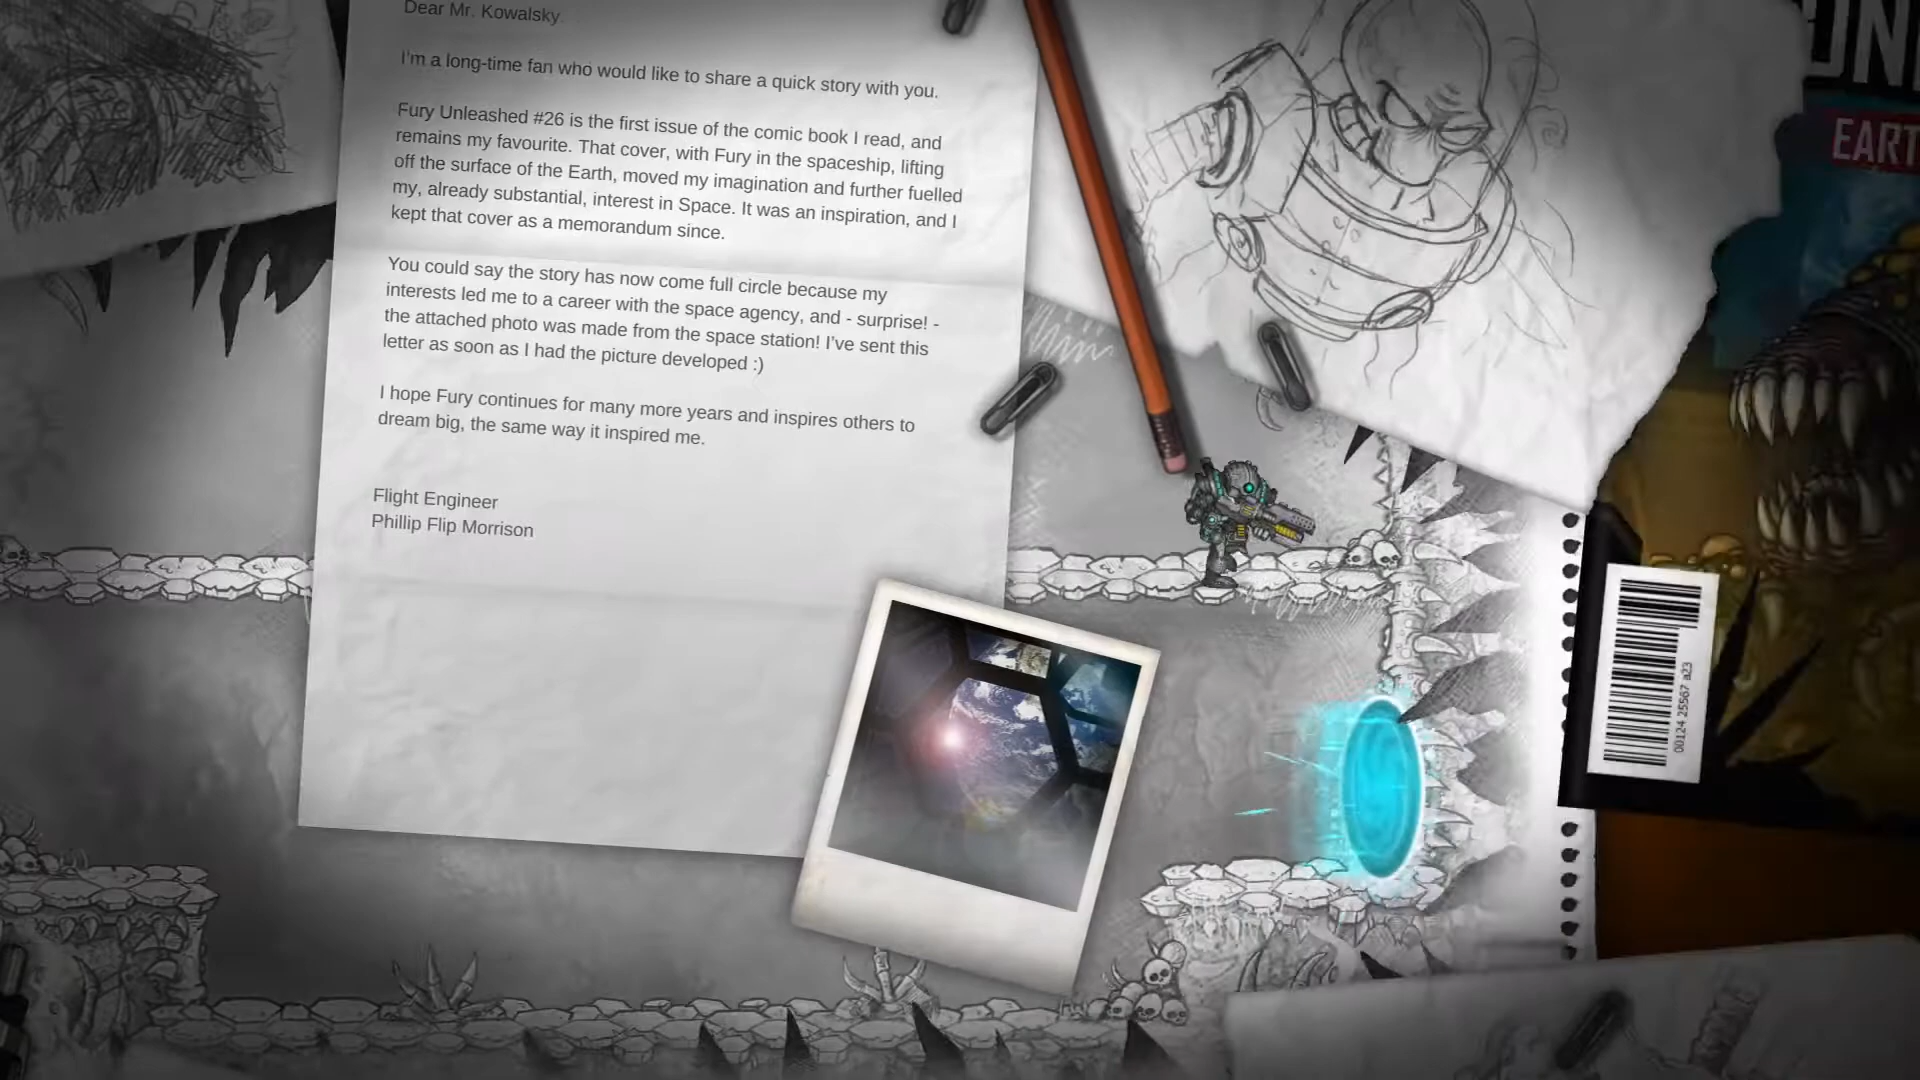 Dear Mr. Kowalsky
I'm a long-time fan who would like to share a quick story with you.
Fury Unleashed #26 is the first issue of the comic book I read, and
remains my favourite. That cover, with Fury in the spaceship, lifting
off the surface of the Earth, moved my imagination and further fuelled
my, already substantial, interest in Space. It was an inspiration, and I
kept that cover as a memorandum since.
You could say the story has now come full circle because my
interests led me to a career with the space agency, and - surprise! -
the attached photo was made from the space station! I've sent this
letter as soon as I had the picture developed :)
I hope Fury continues for many more years and inspires others to
dream big, the same way it inspired me.
Flight Engineer
Phillip Flip Morrison
EART
00124 25567 a23